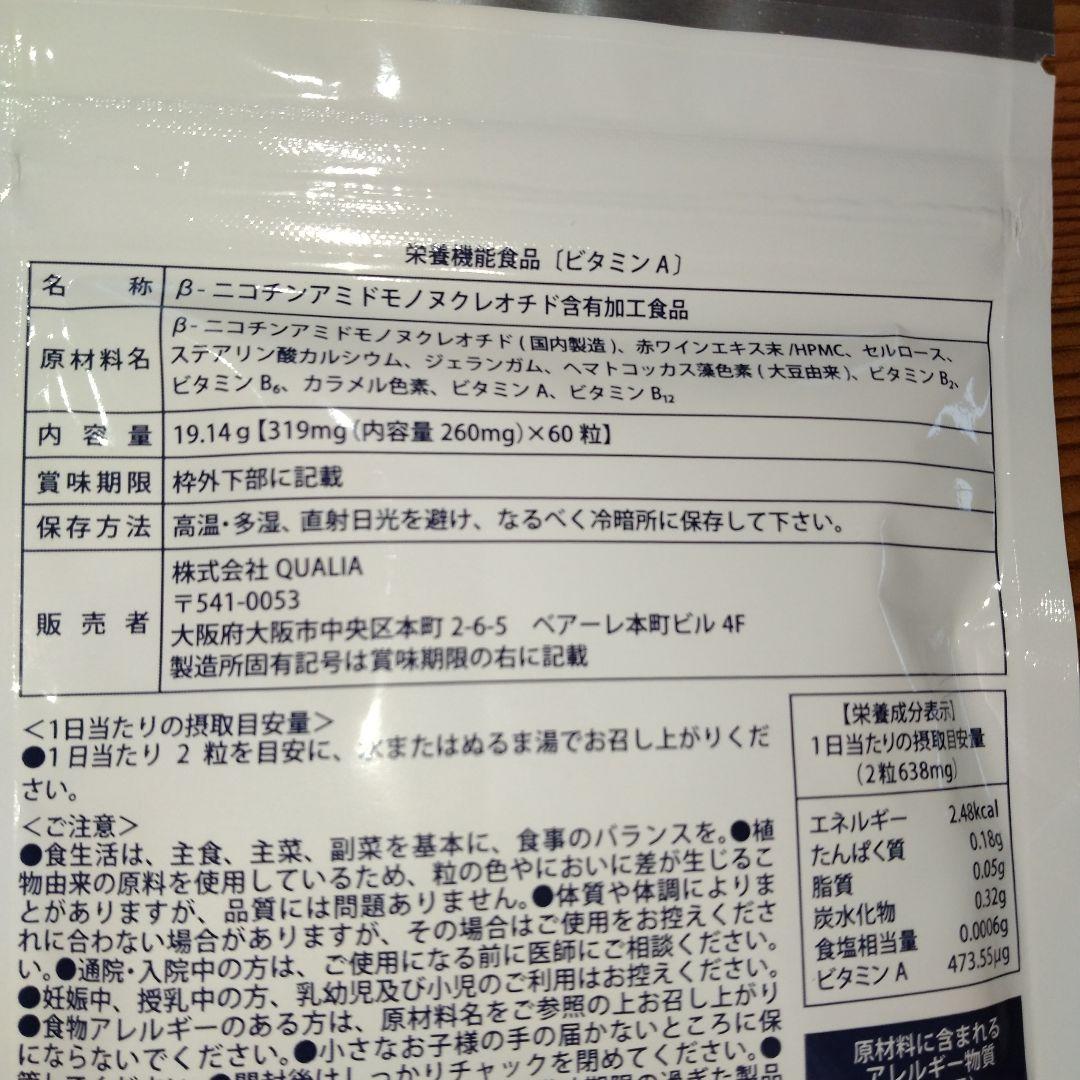 栄養機能食品〔ビタミンA〕
名称 β-ニコチンアミドモノヌクレオチド含有加工食品
原材料名 β-ニコチンアミドモノヌクレオチド(国内製造)、赤ワインエキス末/HPMC、セルロース、
ステアリン酸カルシウム、ジェランガム、ヘマトコッカス藻色素(大豆由来)、ビタミンB₂、
ビタミンB₆、カラメル色素、ビタミンA、ビタミンB₁₂
内容量 19.14g【319mg(内容量260mg)×60粒】
賞味期限 枠外下部に記載
保存方法 高温・多湿、直射日光を避け、なるべく冷暗所に保存して下さい。
販売者 株式会社QUALIA
〒541-0053
大阪府大阪市中央区本町2-6-5 ベアーレ本町ビル4F
製造所固有記号は賞味期限の右に記載
<1日当たりの摂取目安量>
●1日当たり2粒を目安に、水またはぬるま湯でお召し上がりくだ
さい。
<ご注意>
●食生活は、主食、主菜、副菜を基本に、食事のバランスを。●植
物由来の原料を使用しているため、粒の色やにおいに差が生じるこ
とがありますが、品質には問題ありません。●体質や体調によりま
れに合わない場合がありますが、その場合はご使用をお控えくださ
い。●通院・入院中の方は、ご使用になる前に医師にご相談ください。
●妊娠中、授乳中の方、乳幼児及び小児のご利用はお控えください。
●食物アレルギーのある方は、原材料名をご参照の上お召し上がり
にならないでください。●小さなお子様の手の届かないところに保
●開封後はしっかりチャックを閉めてください。●
【栄養成分表示】
1日当たりの摂取目安量
(2粒638mg)
エネルギー 2.48kcal
たんぱく質 0.18g
脂質 0.05g
炭水化物 0.32g
食塩相当量 0.0006g
ビタミンA 473.55μg
原材料に含まれる
アレルギー物質